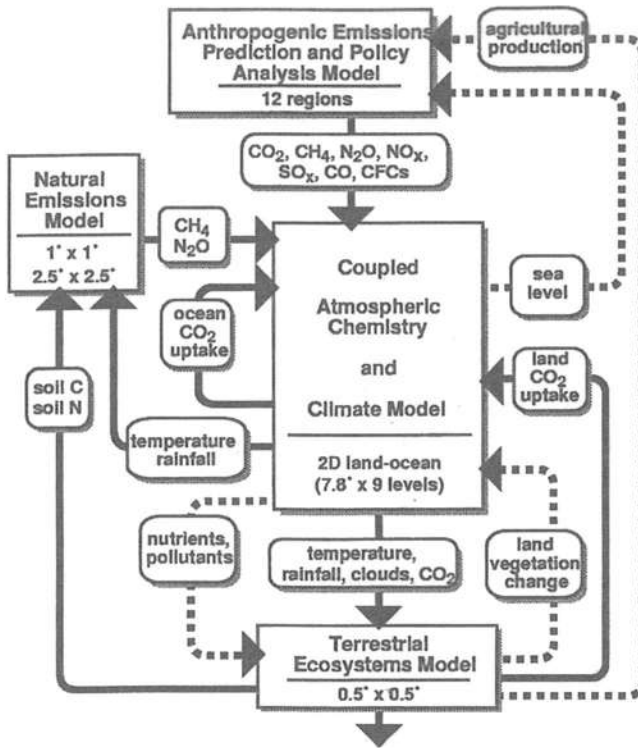 Anthropogenic Emissions
Prediction and Policy
Analysis Model
12 regions
agricultural
production
CO₂, CH₄, N₂O, NOₓ,
SOₓ, CO, CFCs
Natural
Emissions
Model
1° x 1°
2.5° x 2.5°
CH₄
N₂O
Coupled
Atmospheric
Chemistry
and
Climate Model
2D land-ocean
(7.8° x 9 levels)
sea
level
ocean
CO₂
uptake
land
CO₂
uptake
soil C
soil N
temperature
rainfall
nutrients,
pollutants
temperature,
rainfall, clouds, CO₂
land
vegetation
change
Terrestrial
Ecosystems Model
0.5° x 0.5°